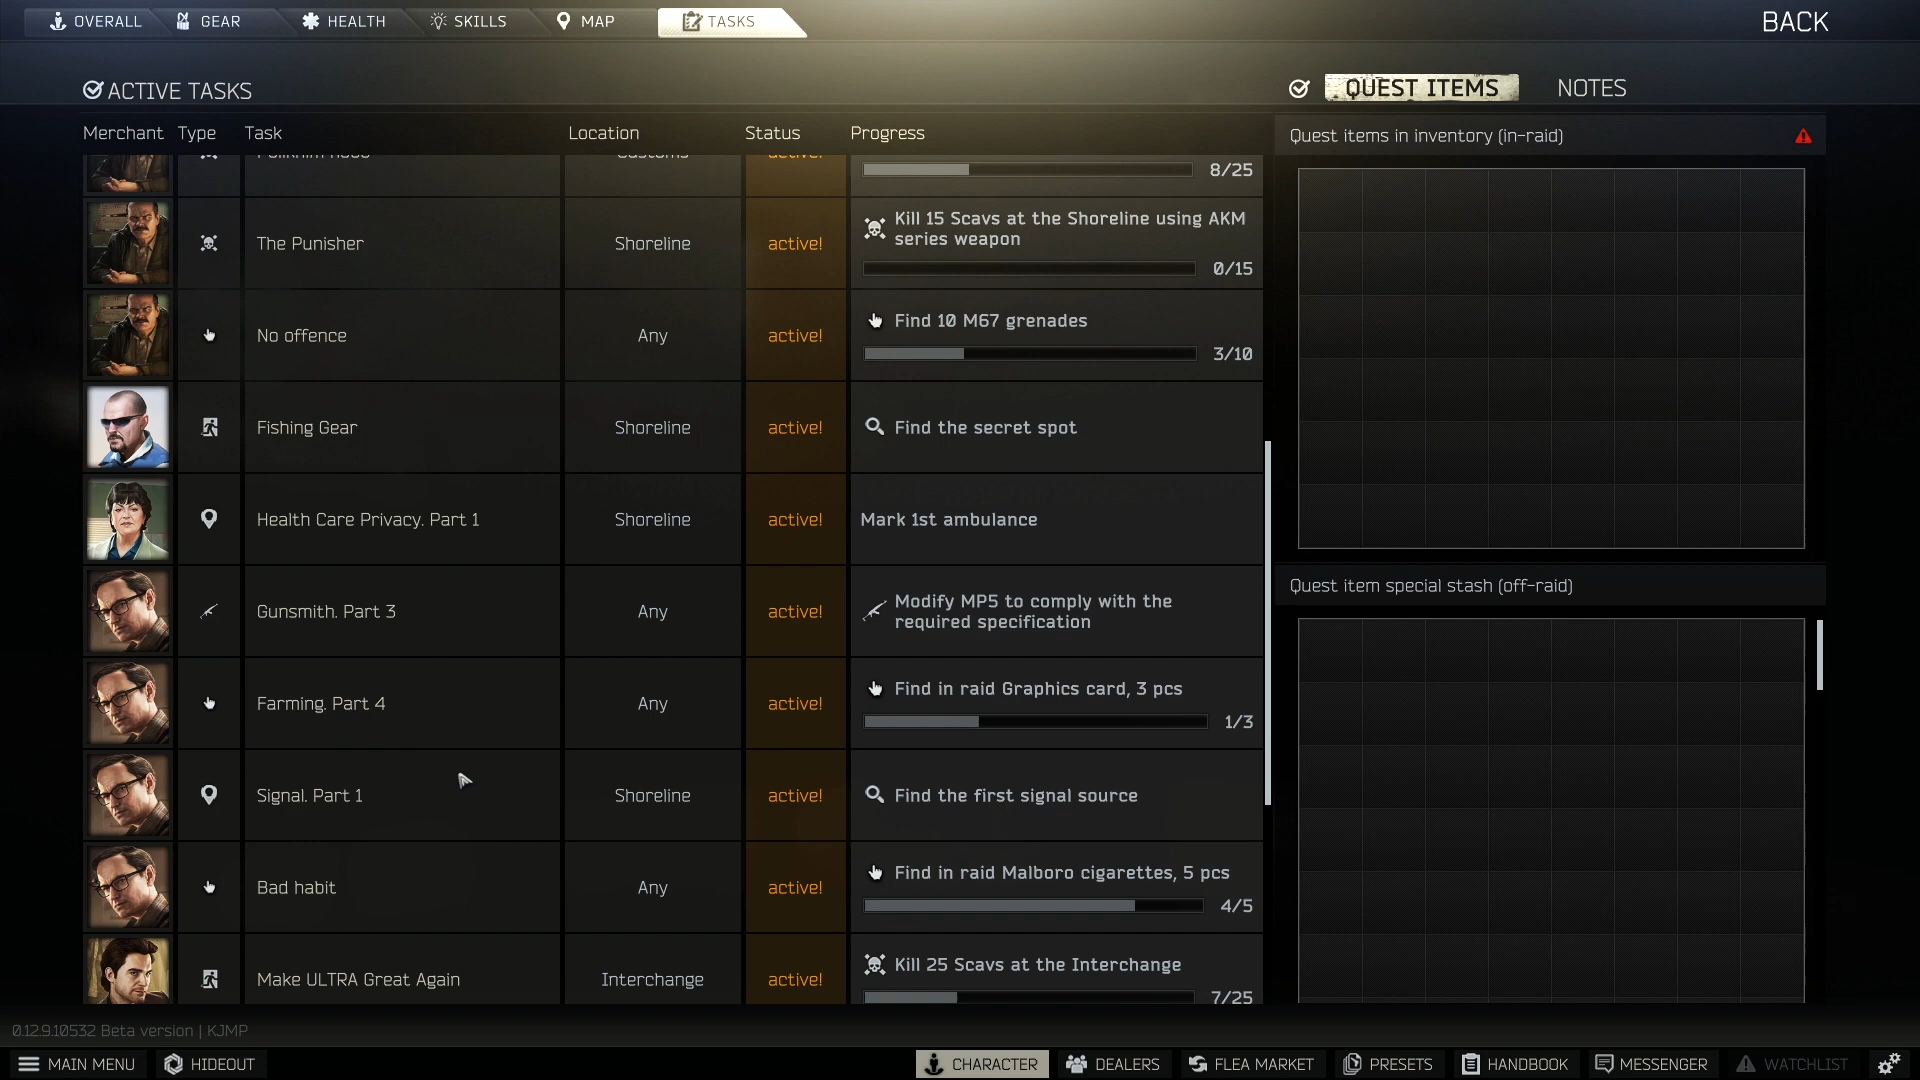 OVERALL GEAR HEALTH SKILLS MAP TASKS BACK
ACTIVE TASKS QUEST ITEMS NOTES
Merchant Type Task Location Status Progress
Quest items in inventory (in-raid)
Customs active!
8/25
The Punisher Shoreline active! Kill 15 Scavs at the Shoreline using AKM
series weapon
0/15
No offence Any active! Find 10 M67 grenades
3/10
Fishing Gear Shoreline active! Find the secret spot
Health Care Privacy. Part 1 Shoreline active! Mark 1st ambulance
Quest item special stash (off-raid)
Gunsmith. Part 3 Any active! Modify MP5 to comply with the
required specification
Farming. Part 4 Any active! Find in raid Graphics card, 3 pcs
1/3
Signal. Part 1 Shoreline active! Find the first signal source
Bad habit Any active! Find in raid Malboro cigarettes, 5 pcs
4/5
Make ULTRA Great Again Interchange active! Kill 25 Scavs at the Interchange
7/25
0.12.9.10532 Beta version | KJMP
MAIN MENU HIDEOUT CHARACTER DEALERS FLEA MARKET PRESETS HANDBOOK MESSENGER WATCHLIST